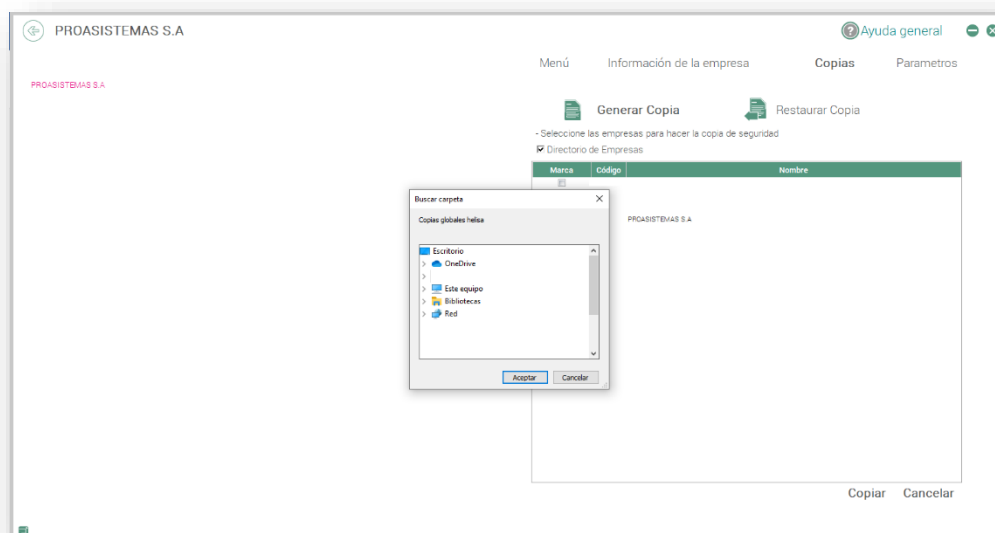 PROASISTEMAS S.A
Ayuda general
Menú
Información de la empresa
Copias
Parametros
PROASISTEMAS S.A
Generar Copia
Restaurar Copia
- Seleccione las empresas para hacer la copia de seguridad
Directorio de Empresas
Marca
Código
Nombre
PROASISTEMAS S.A
Buscar carpeta
Copias globales helisa
Escritorio
OneDrive
Este equipo
Bibliotecas
Red
Aceptar
Cancelar
Copiar
Cancelar